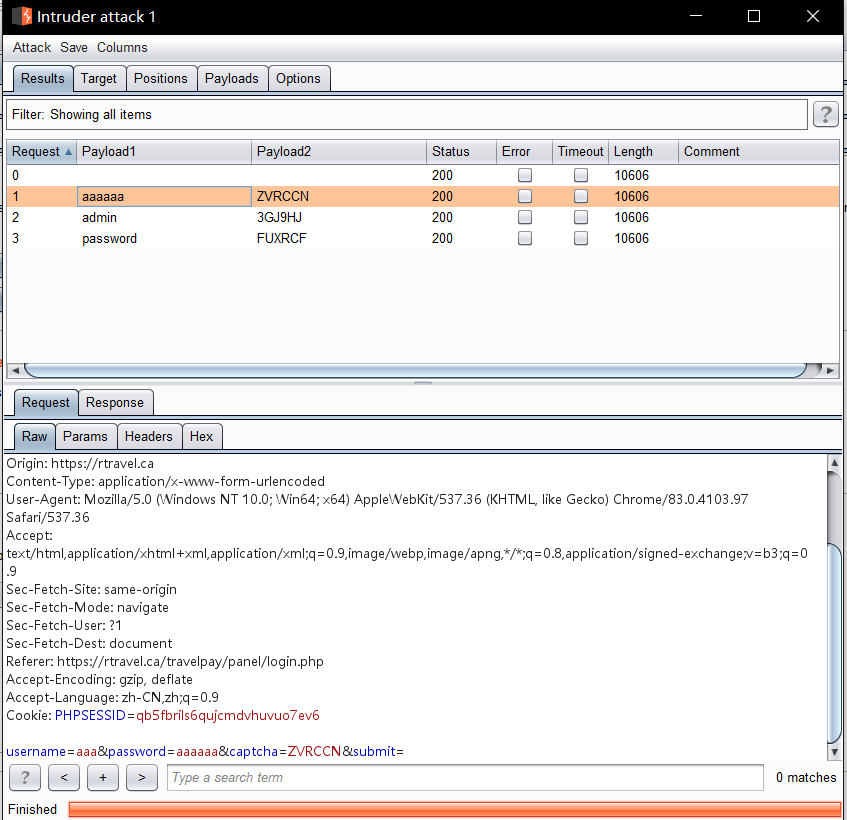 Intruder attack 1
Attack Save Columns
Results Target Positions Payloads Options
Filter: Showing all items ?
Request Payload1 Payload2 Status Error Timeout Length Comment
0 200 10606
1 aaaaaa ZVRCCN 200 10606
2 admin 3GJ9HJ 200 10606
3 password FUXRCF 200 10606
Request Response
Raw Params Headers Hex
Origin: https://rtravel.ca
Content-Type: application/x-www-form-urlencoded
User-Agent: Mozilla/5.0 (Windows NT 10.0; Win64; x64) AppleWebKit/537.36 (KHTML, like Gecko) Chrome/83.0.4103.97
Safari/537.36
Accept:
text/html,application/xhtml+xml,application/xml;q=0.9,image/webp,image/apng,*/*;q=0.8,application/signed-exchange;v=b3;q=0
.9
Sec-Fetch-Site: same-origin
Sec-Fetch-Mode: navigate
Sec-Fetch-User: ?1
Sec-Fetch-Dest: document
Referer: https://rtravel.ca/travelpay/panel/login.php
Accept-Encoding: gzip, deflate
Accept-Language: zh-CN,zh;q=0.9
Cookie: PHPSESSID=qb5fbrils6qujcmdvhuvuo7ev6
username=aaa&password=aaaaaa&captcha=ZVRCCN&submit=
? < + > Type a search term 0 matches
Finished